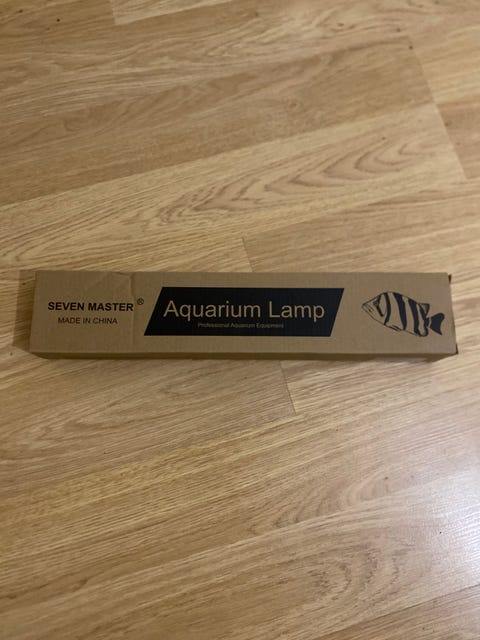 SEVEN MASTER®
MADE IN CHINA
Aquarium Lamp
Professional Aquarium Equipment